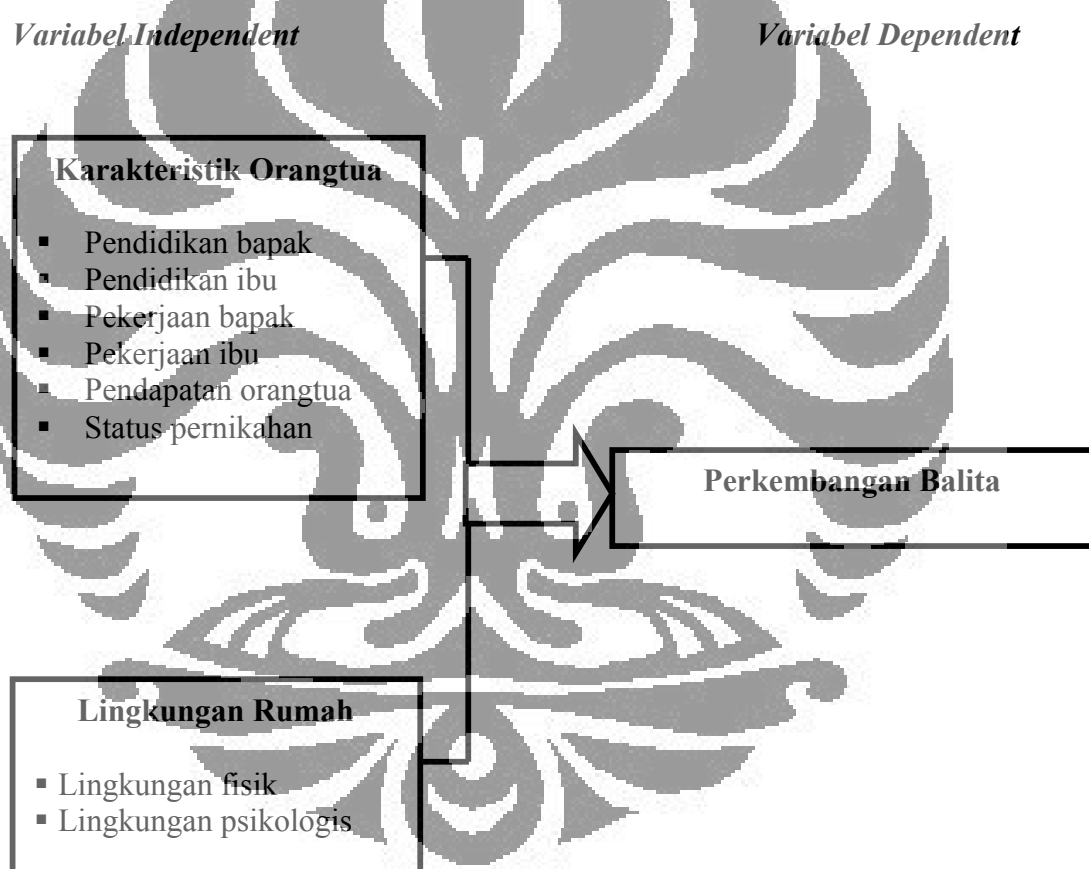 Variabel Independent
Variabel Dependent
Karakteristik Orangtua
▪ Pendidikan bapak
▪ Pendidikan ibu
▪ Pekerjaan bapak
▪ Pekerjaan ibu
▪ Pendapatan orangtua
▪ Status pernikahan
Perkembangan Balita
Lingkungan Rumah
▪ Lingkungan fisik
▪ Lingkungan psikologis